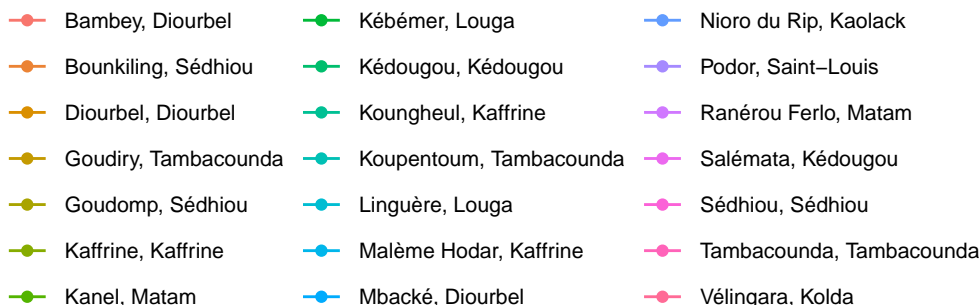 Bambey, Diourbel
Bounkiling, Sédhiou
Diourbel, Diourbel
Goudiry, Tambacounda
Goudomp, Sédhiou
Kaffrine, Kaffrine
Kanel, Matam
Kébémer, Louga
Kédougou, Kédougou
Koungheul, Kaffrine
Koupentoum, Tambacounda
Linguère, Louga
Malème Hodar, Kaffrine
Mbacké, Diourbel
Nioro du Rip, Kaolack
Podor, Saint−Louis
Ranérou Ferlo, Matam
Salémata, Kédougou
Sédhiou, Sédhiou
Tambacounda, Tambacounda
Vélingara, Kolda